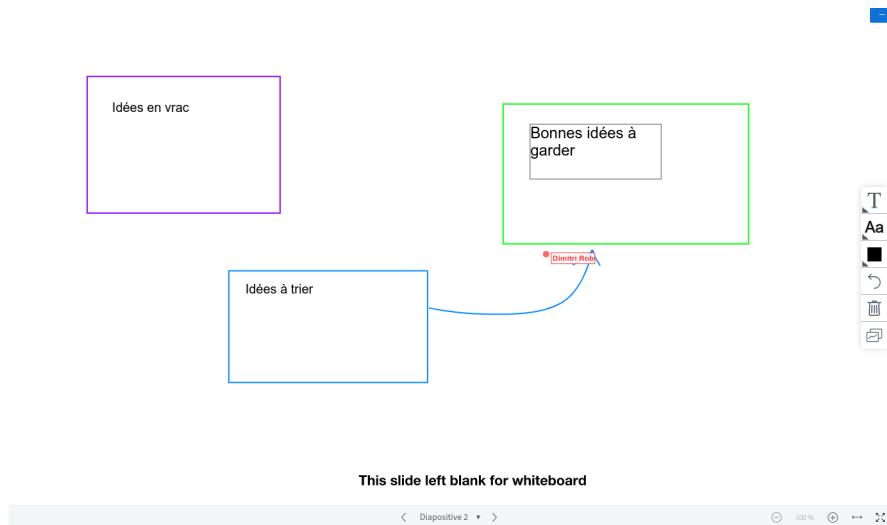 Idées en vrac
Bonnes idées à
garder
Dimitri Rob
Idées à trier
This slide left blank for whiteboard
T
Aa
Diapositive 2
100 %